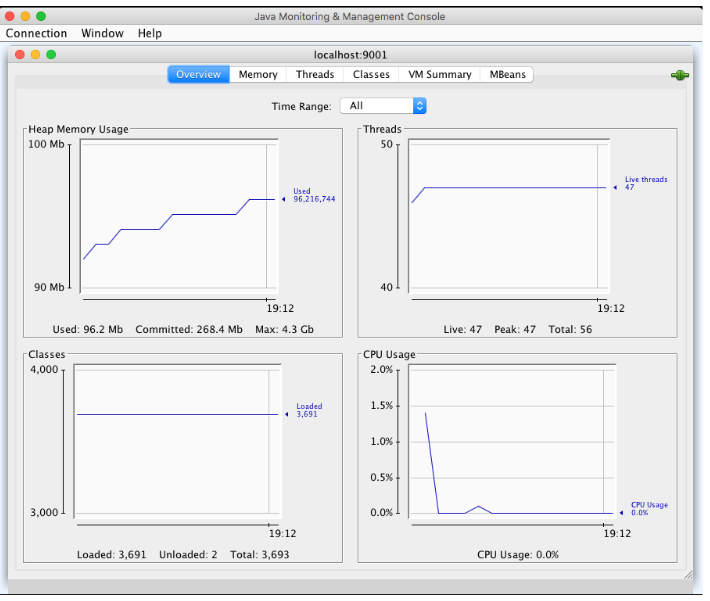 Java Monitoring & Management Console
Connection Window Help
localhost:9001
Overview Memory Threads Classes VM Summary MBeans
Time Range: All
Heap Memory Usage
100 Mb
90 Mb
Used
96,216,744
19:12
Used: 96.2 Mb Committed: 268.4 Mb Max: 4.3 Gb
Threads
50
40
Live threads
47
19:12
Live: 47 Peak: 47 Total: 56
Classes
4,000
3,000
Loaded
3,691
19:12
Loaded: 3,691 Unloaded: 2 Total: 3,693
CPU Usage
2.0%
1.5%
1.0%
0.5%
0.0%
CPU Usage
0.0%
19:12
CPU Usage: 0.0%